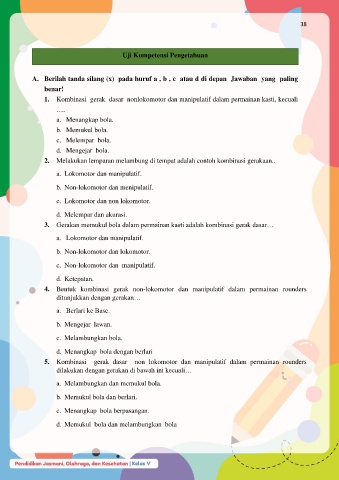 38
Uji Kompetensi Pengetahuan
A. Berilah tanda silang (x) pada huruf a , b , c atau d di depan Jawaban yang paling
benar!
1. Kombinasi gerak dasar nonlokomotor dan manipulatif dalam permainan kasti, kecuali
….
a. Menangkap bola.
b. Memukul bola.
c. Melempar bola.
d. Mengejar bola.
2. Melakukan lemparan melambung di tempat adalah contoh kombinasi gerakaan..
a. Lokomotor dan manipulatif.
b. Non-lokomotor dan menipulatif.
c. Lokomotor dan non lokomotor.
d. Melempar dan akurasi.
3. Gerakan memukul bola dalam permainan kasti adalah kombinasi gerak dasar…
a. Lokomotor dan manipulatif.
b. Non-lokomotor dan lokomotor.
c. Non-lokomotor dan manipulatif.
d. Ketepatan.
4. Bentuk kombinasi gerak non-lokomotor dan manipulatif dalam permainan rounders
ditunjukkan dengan gerakan…
a. Berlari ke Base.
b. Mengejar lawan.
c. Melambungkan bola.
d. Menangkap bola dengan berlari
5. Kombinasi gerak dasar non lokomotor dan manipulatif dalam permainan rounders
dilakukan dengan gerakan di bawah ini kecuali…
a. Melambungkan dan memukul bola.
b. Memukul bola dan berlari.
c. Menangkap bola berpasangan.
d. Memukul bola dan melambungkan bola
Pendidikan Jasmani, Olahraga, dan Kesehatan | Kelas V